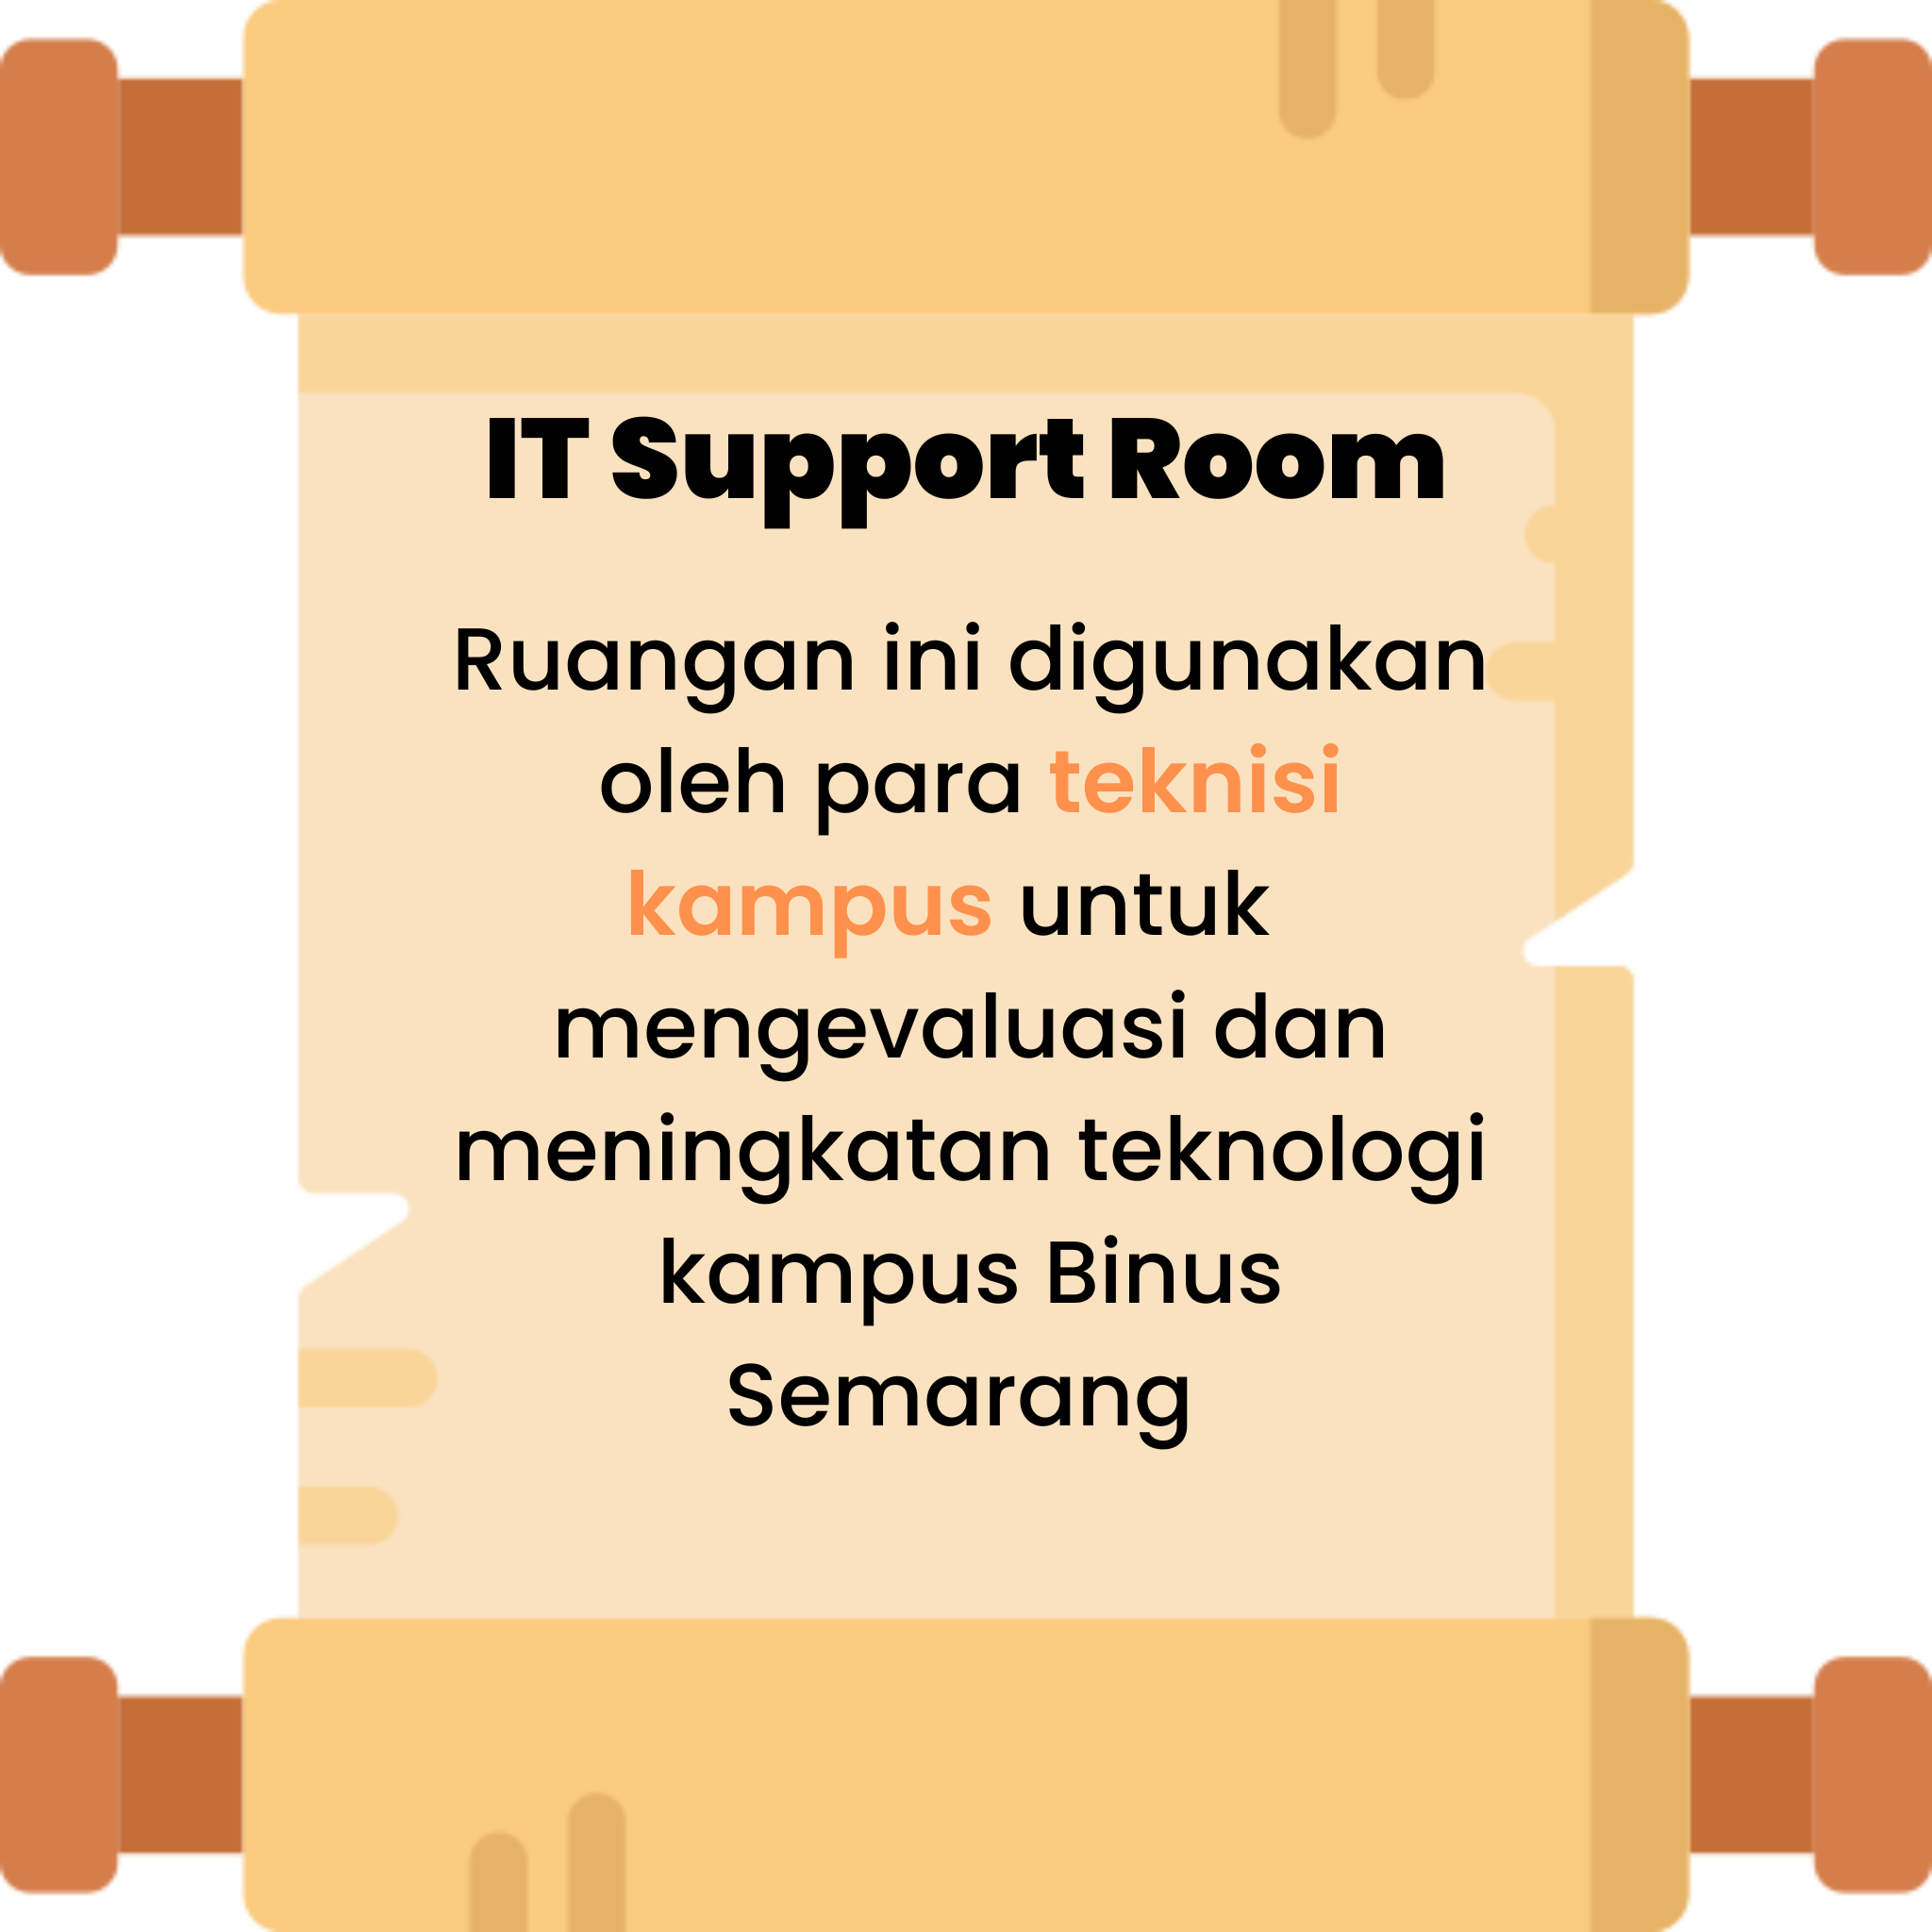 IT Support Room
Ruangan ini digunakan
oleh para teknisi
kampus untuk
mengevaluasi dan
meningkatan teknologi
kampus Binus
Semarang